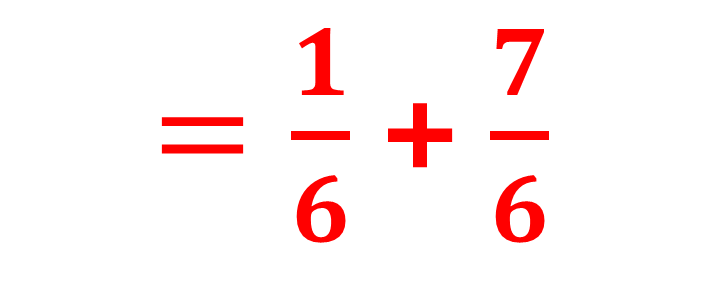 = 1/6 + 7/6